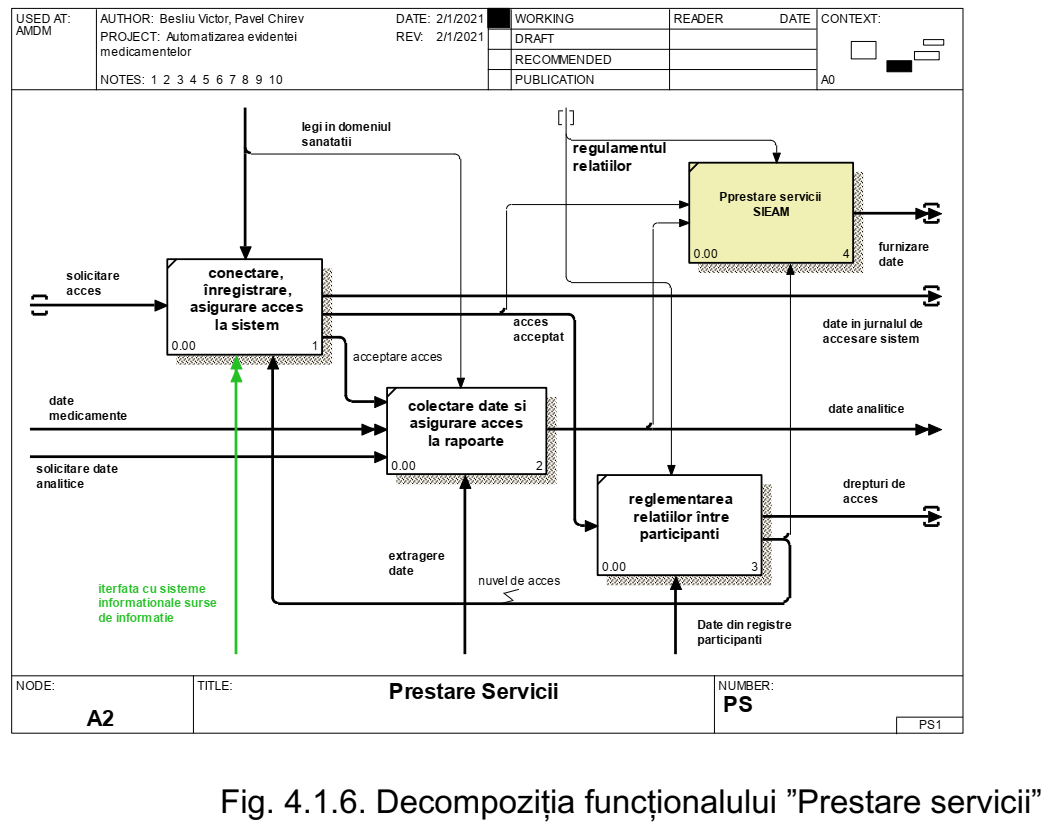 USED AT:
AMDM
AUTHOR: Besliu Victor, Pavel Chirev
DATE: 2/1/2021
PROJECT: Automatizarea evidentei
medicamentelor
REV: 2/1/2021
NOTES: 1 2 3 4 5 6 7 8 9 10
WORKING
DRAFT
RECOMMENDED
PUBLICATION
READER DATE
CONTEXT:
A0
legi in domeniul
sanatatii
regulamentul
relatiilor
Pprestare servicii
SIEAM
0.00 4
furnizare
date
solicitare
acces
conectare,
înregistrare,
asigurare acces
la sistem
0.00 1
acces
acceptat
date in jurnalul de
accesare sistem
acceptare acces
date
medicamente
colectare date si
asigurare acces
la rapoarte
0.00 2
date analitice
solicitare date
analitice
reglementarea
relatiilor între
participanti
0.00 3
drepturi de
acces
extragere
date
nuvel de acces
iterfata cu sisteme
informationale surse
de informatie
Date din registre
participanti
NODE:
A2
TITLE:
Prestare Servicii
NUMBER:
PS
PS1
Fig. 4.1.6. Decompoziția funcționalului ”Prestare servicii”